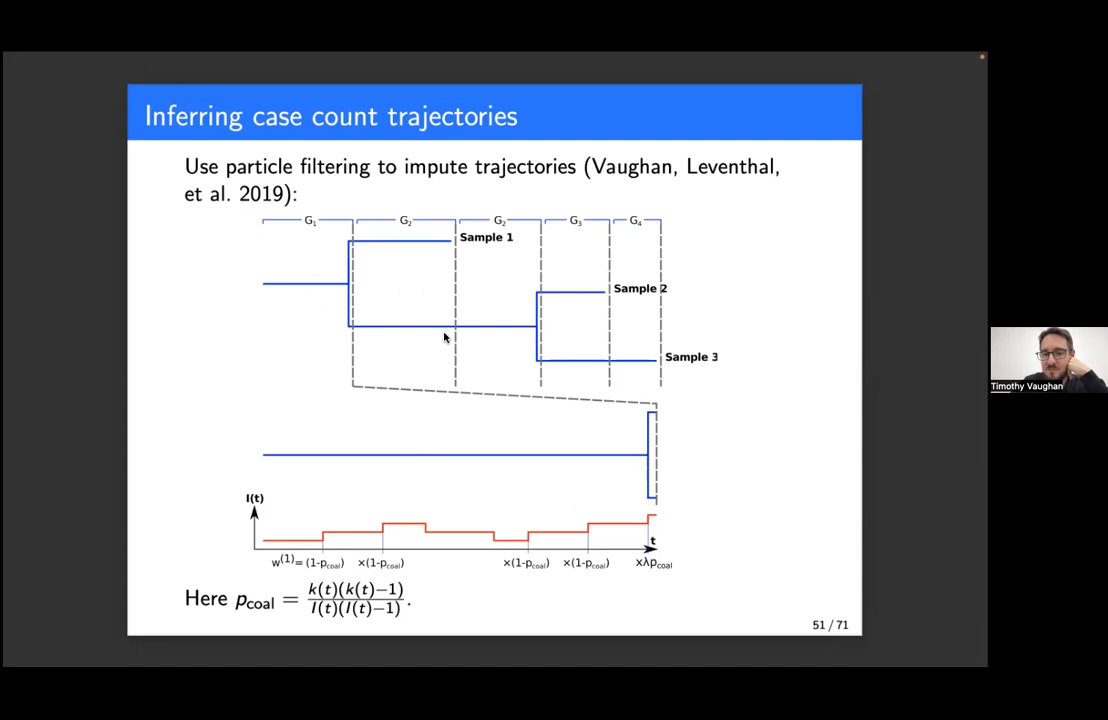 Inferring case count trajectories
Use particle filtering to impute trajectories (Vaughan, Leventhal,
et al. 2019):
G₁ G₂ G₂ G₃ G₄
Sample 1
Sample 2
Sample 3
Timothy Vaughan
I(t)
t
w⁽¹⁾= (1-p_coal) ×(1-p_coal) ×(1-p_coal) ×(1-p_coal) xλp_coal
Here p_coal = k(t)(k(t)−1) / I(t)(I(t)−1) .
51 / 71